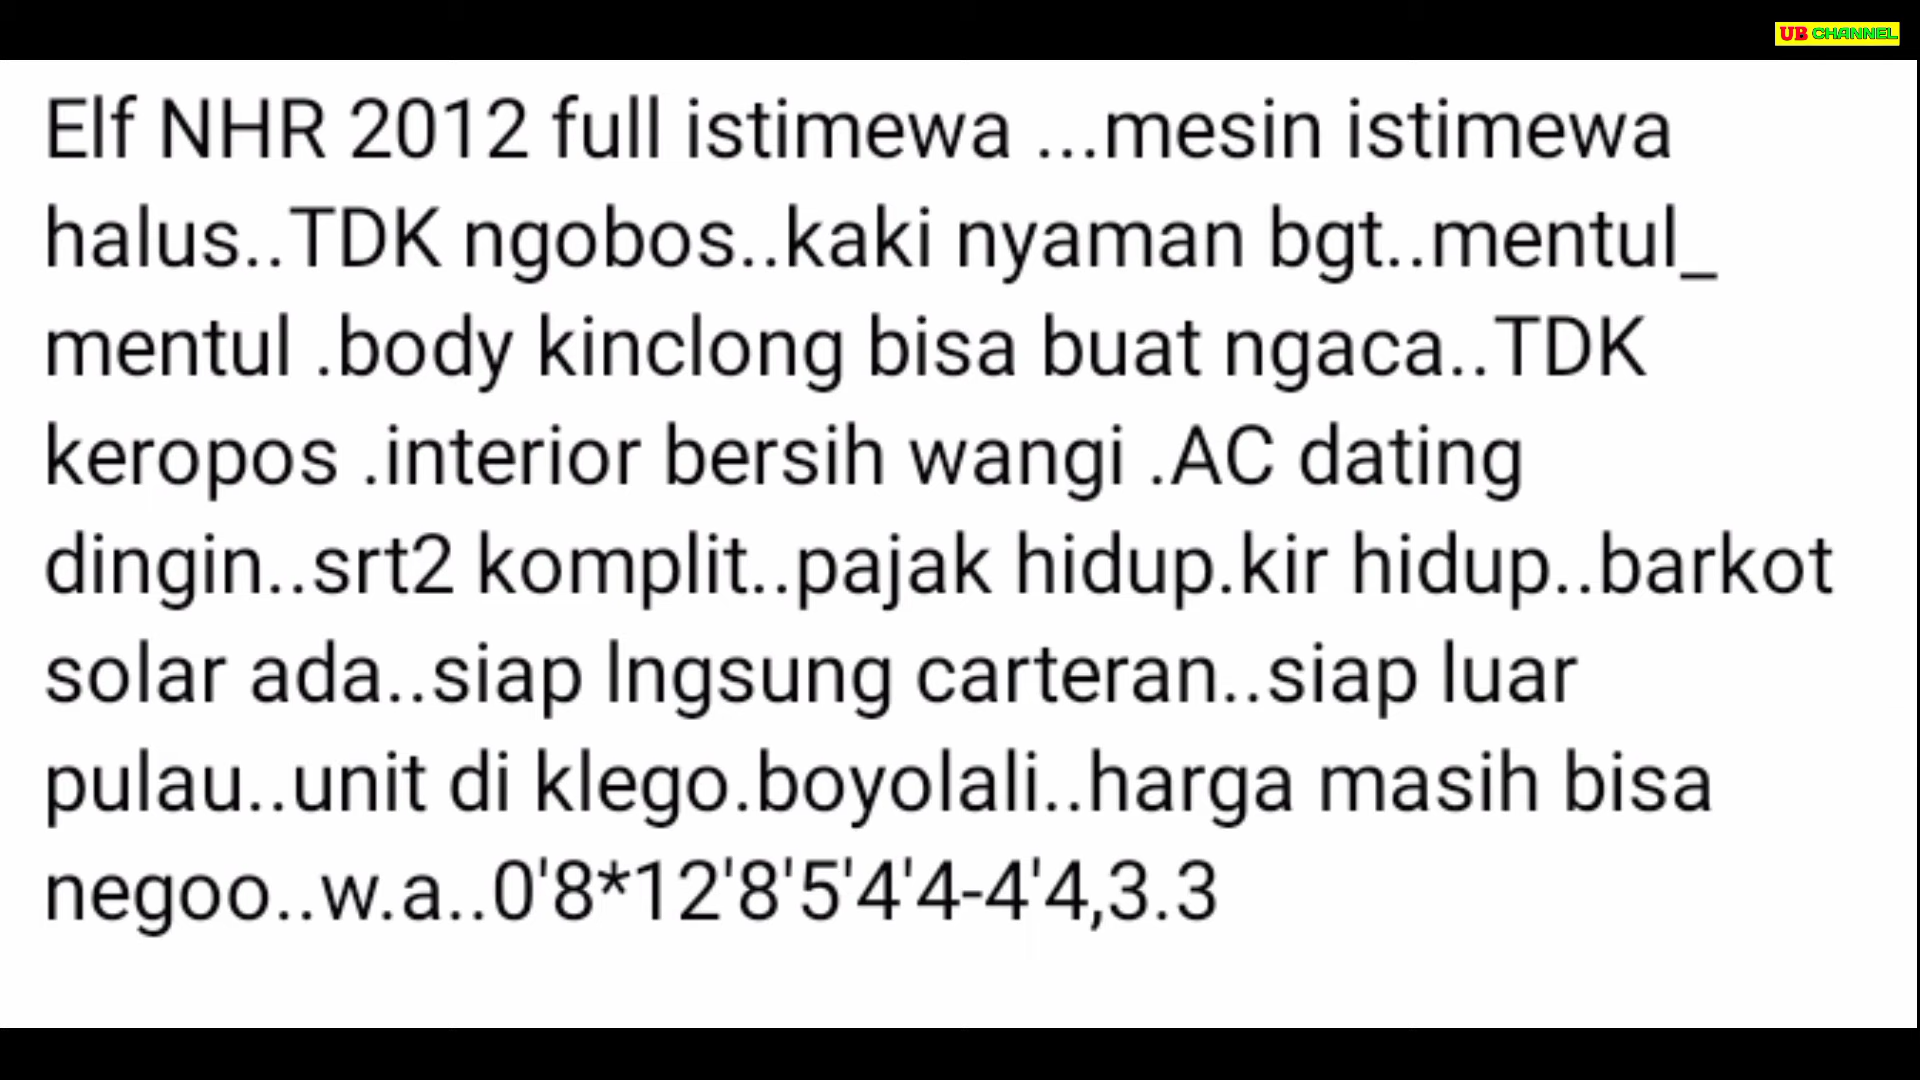 UB CHANNEL
Elf NHR 2012 full istimewa ...mesin istimewa
halus..TDK ngobos..kaki nyaman bgt..mentul_
mentul .body kinclong bisa buat ngaca..TDK
keropos .interior bersih wangi .AC dating
dingin..srt2 komplit..pajak hidup.kir hidup..barkot
solar ada..siap lngsung carteran..siap luar
pulau..unit di klego.boyolali..harga masih bisa
negoo..w.a..0'8*12'8'5'4'4-4'4,3.3